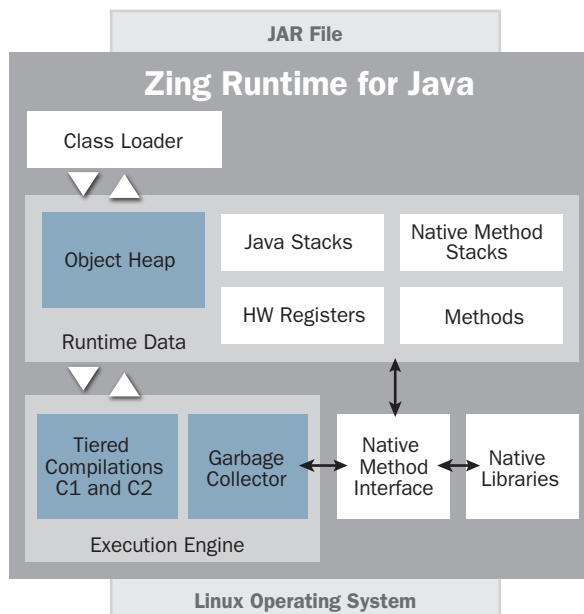 JAR File
Zing Runtime for Java
Class Loader
Object Heap
Java Stacks
Native Method
Stacks
HW Registers
Methods
Runtime Data
Tiered
Compilations
C1 and C2
Garbage
Collector
Native
Method
Interface
Native
Libraries
Execution Engine
Linux Operating System